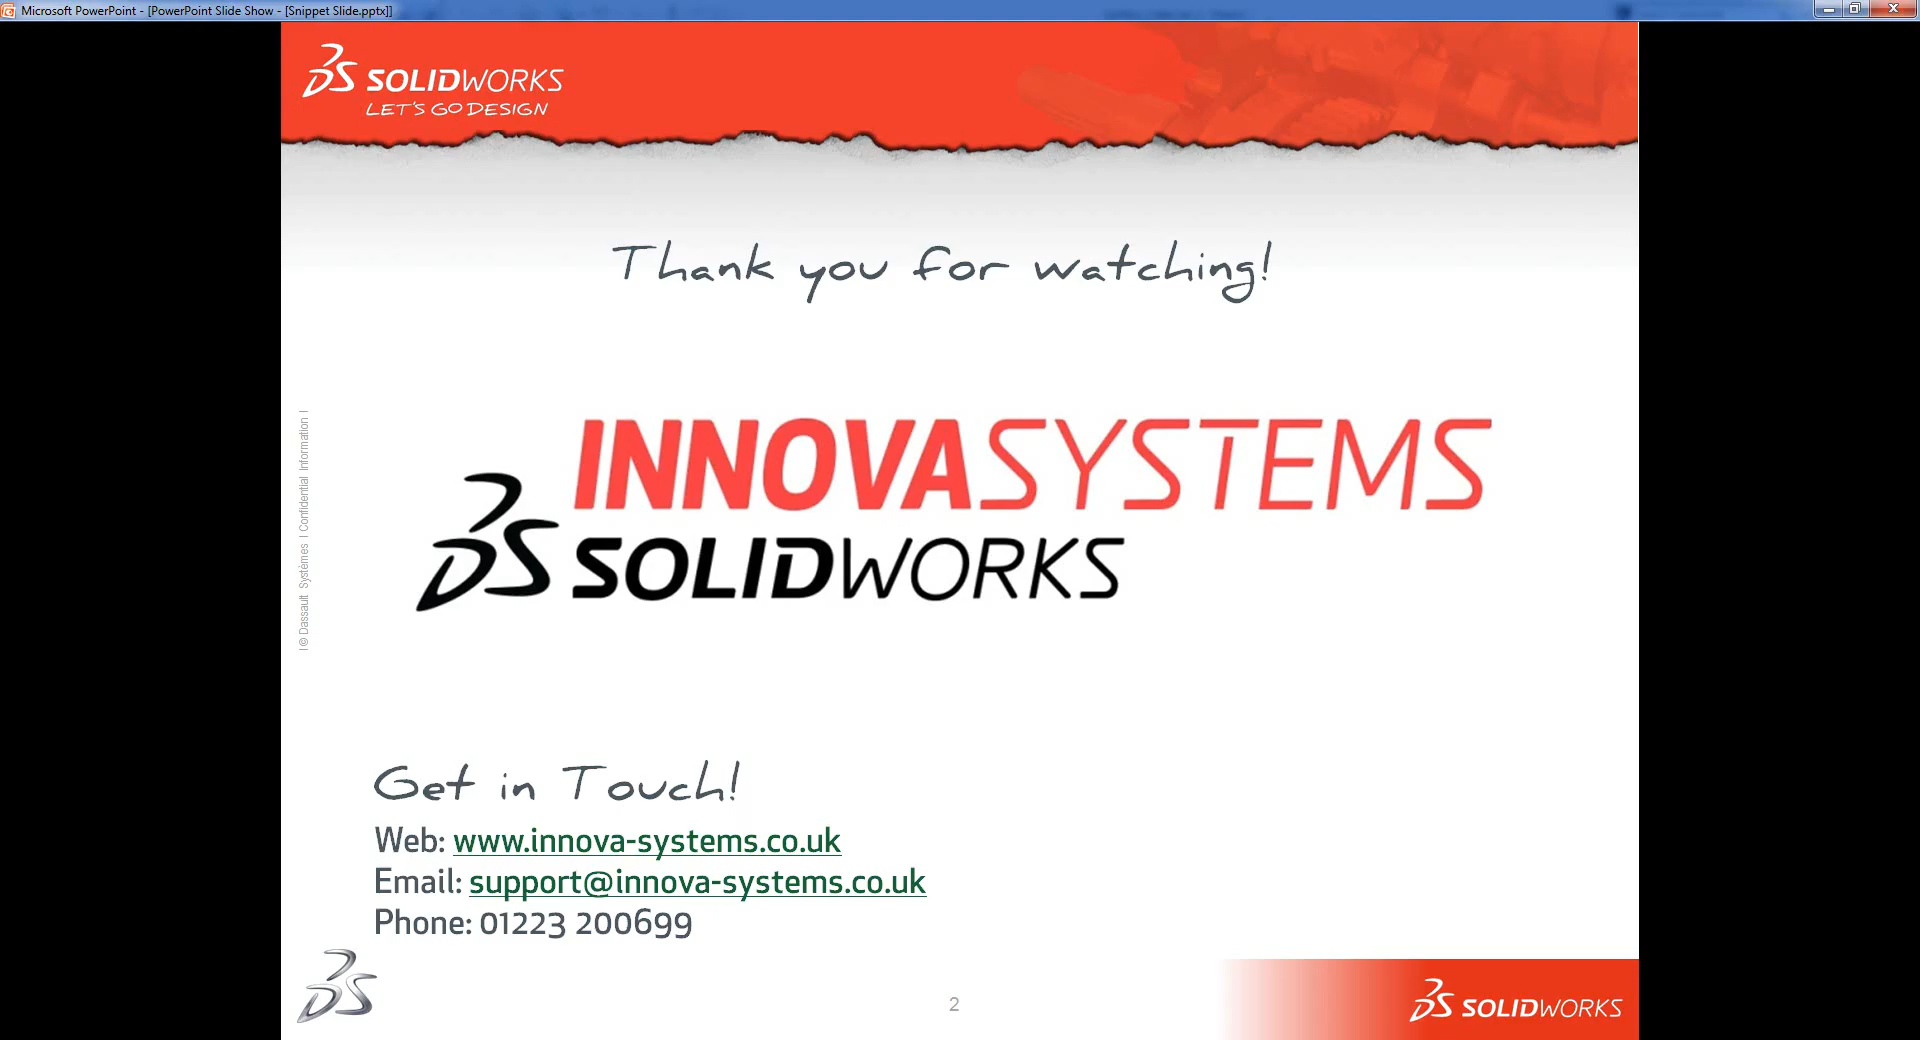 Microsoft PowerPoint - [PowerPoint Slide Show - [Snippet Slide.pptx]]
SOLIDWORKS
LET'S GO DESIGN
Thank you for watching!
I © Dassault Systèmes I Confidential Information I
INNOVASYSTEMS
SOLIDWORKS
Get in Touch!
Web: www.innova-systems.co.uk
Email: support@innova-systems.co.uk
Phone: 01223 200699
2
SOLIDWORKS